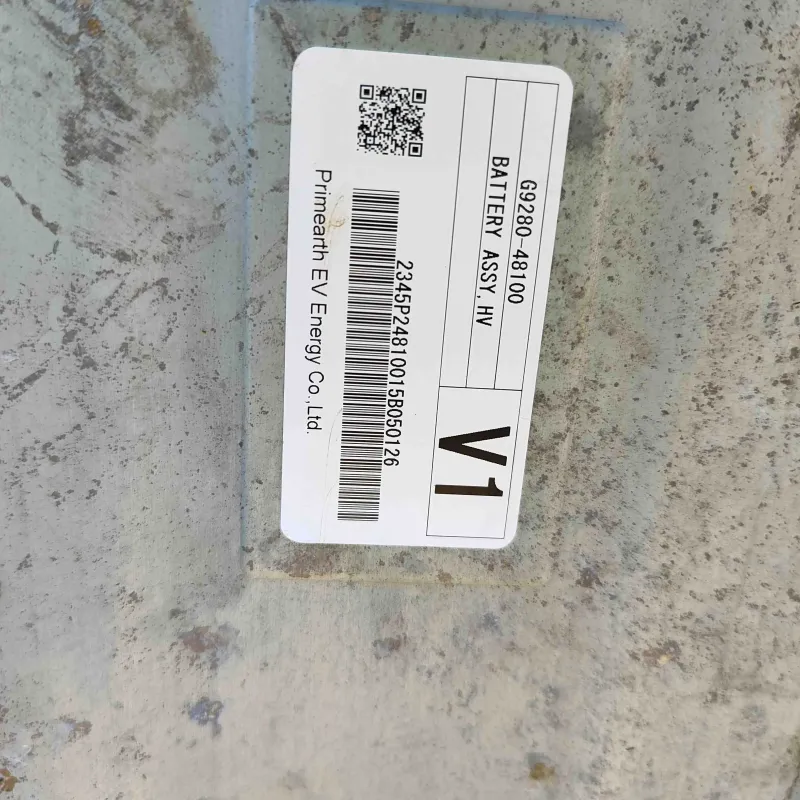 G9280-48100
BATTERY ASSY, HV
V1
2345P24810015B050126
Primearth EV Energy Co.,Ltd.